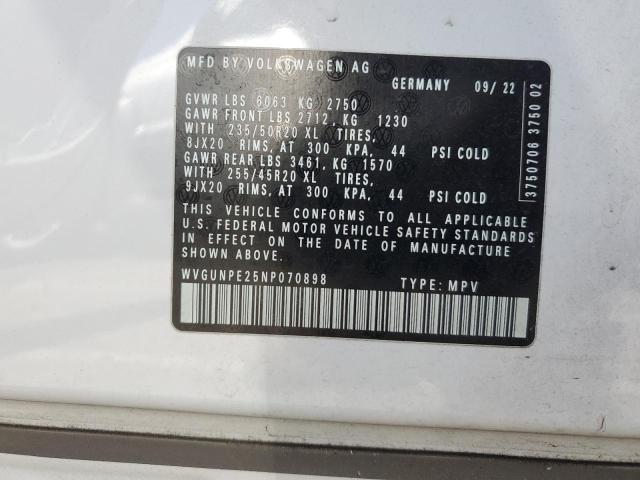 MFD BY VOLKSWAGEN AG
GERMANY 09/ 22
GVWR LBS 6063 KG 2750
GAWR FRONT LBS 2712, KG 1230
WITH 235/50R20 XL TIRES,
8JX20 RIMS, AT 300 KPA, 44 PSI COLD
GAWR REAR LBS 3461, KG 1570
WITH 255/45R20 XL TIRES,
9JX20 RIMS, AT 300 KPA, 44 PSI COLD
THIS VEHICLE CONFORMS TO ALL APPLICABLE
U.S. FEDERAL MOTOR VEHICLE SAFETY STANDARDS
IN EFFECT ON THE DATE OF MANUFACTURE
SHOWN ABOVE.
WVGUNPE25NP070898 TYPE: MPV
3750706 3750 02